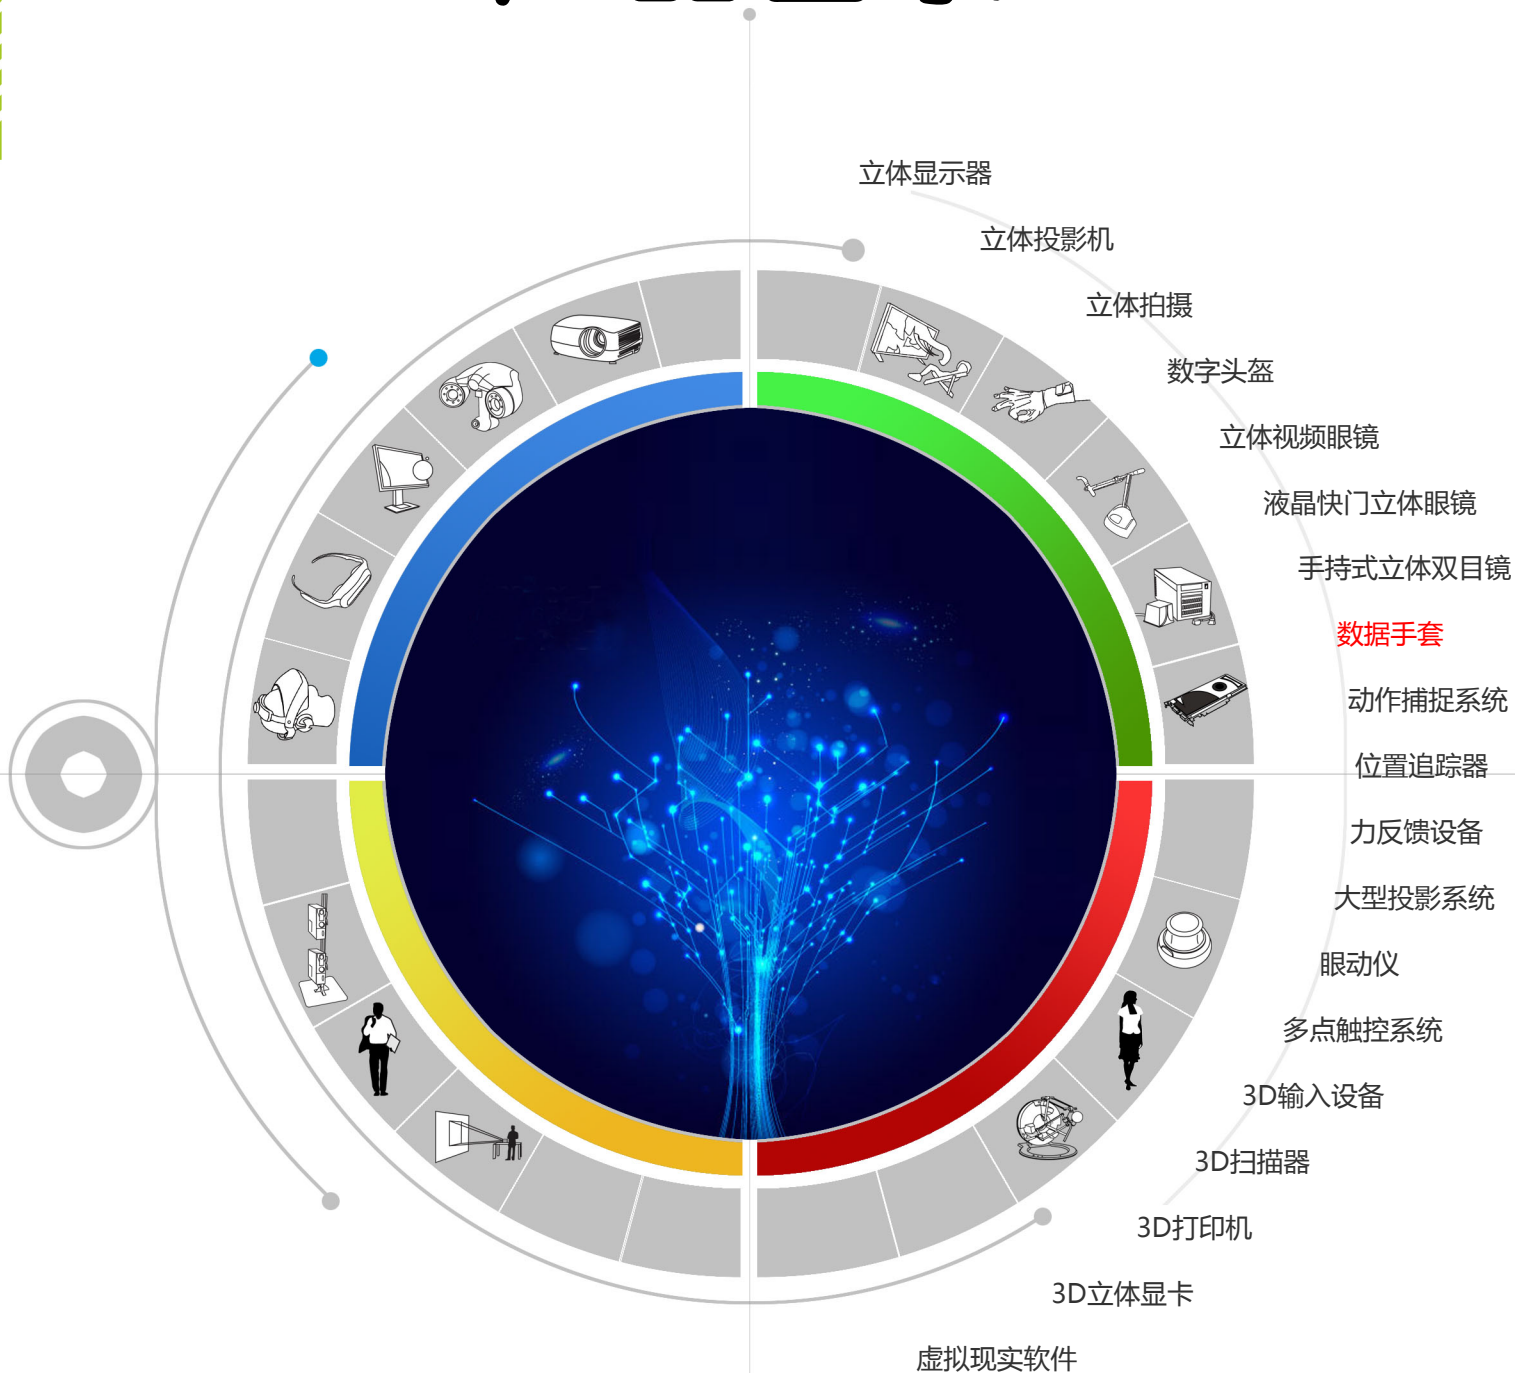 立体显示器
立体投影机
立体拍摄
数字头盔
立体视频眼镜
液晶快门立体眼镜
手持式立体双目镜
数据手套
动作捕捉系统
位置追踪器
力反馈设备
大型投影系统
眼动仪
多点触控系统
3D输入设备
3D扫描器
3D打印机
3D立体显卡
虚拟现实软件